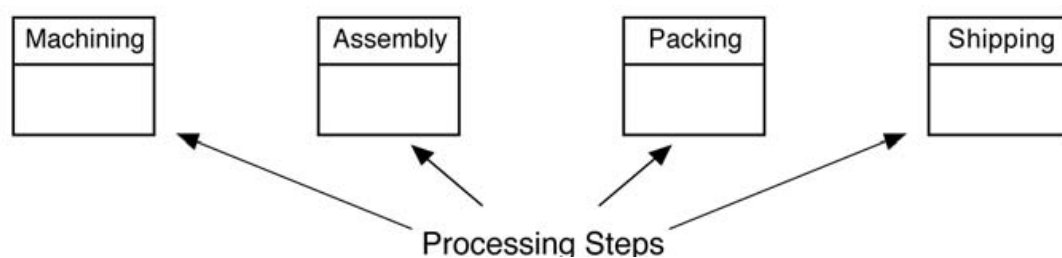 Machining
Assembly
Packing
Shipping
Processing Steps